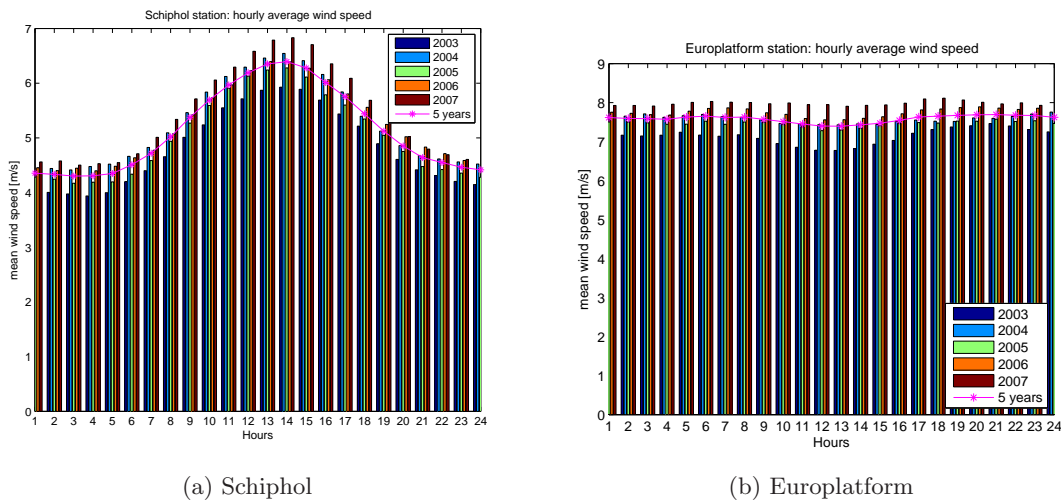 Schiphol station: hourly average wind speed
7
6
5
4
3
2
1
0
mean wind speed [m/s]
2003
2004
2005
2006
2007
5 years
1 2 3 4 5 6 7 8 9 10 11 12 13 14 15 16 17 18 19 20 21 22 23 24
Hours
(a) Schiphol
Europlatform station: hourly average wind speed
9
8
7
6
5
4
3
2
1
0
mean wind speed [m/s]
2003
2004
2005
2006
2007
5 years
1 2 3 4 5 6 7 8 9 10 11 12 13 14 15 16 17 18 19 20 21 22 23 24
Hours
(b) Europlatform